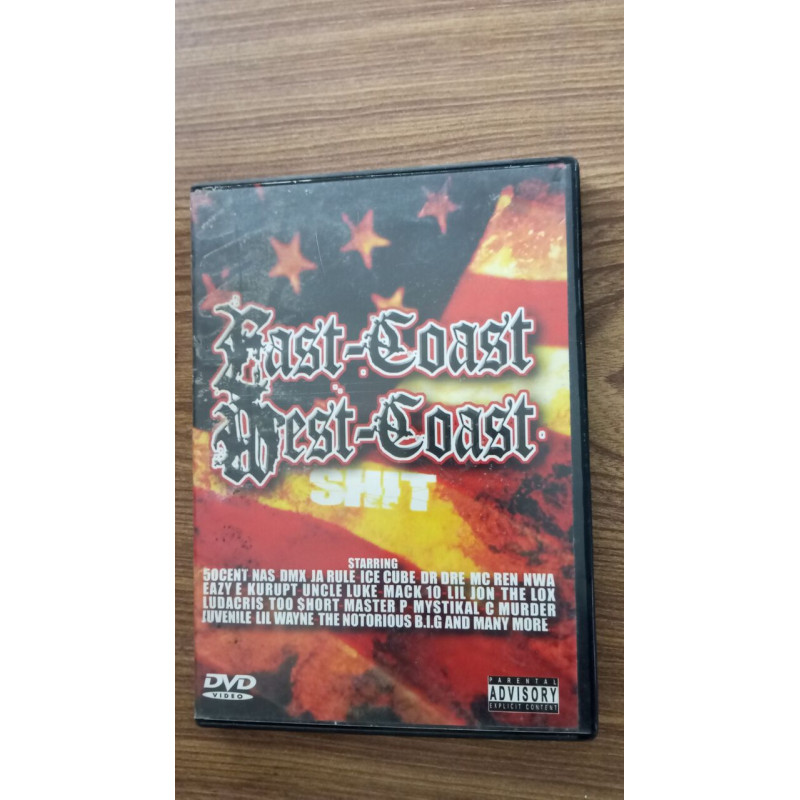 East-Coast
West-Coast
SHIT
STARRING
50CENT NAS DMX JA RULE ICE CUBE DR DRE MC REN NWA
EAZY E KURUPT UNCLE LUKE MACK 10 LIL JON THE LOX
LUDACRIS TOO $HORT MASTER P MYSTIKAL C MURDER
JUVENILE LIL WAYNE THE NOTORIOUS B.I.G AND MANY MORE
DVD
VIDEO
PARENTAL
ADVISORY
EXPLICIT CONTENT